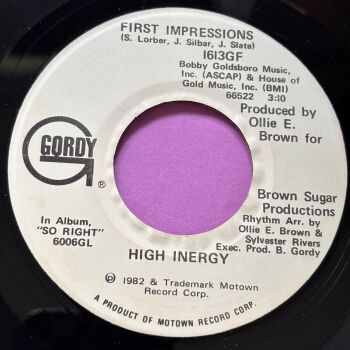 FIRST IMPRESSIONS
(S. Lorber, J. Silbar, J. Slate)
1613GF
Bobby Goldsboro Music,
Inc. (ASCAP) & House of
Gold Music, Inc. (BMI)
66522 3:10
Produced by
Ollie E.
Brown for
GORDY
®
Brown Sugar
Productions
Rhythm Arr. by
Ollie E. Brown &
Sylvester Rivers
Exec. Prod. B. Gordy
In Album,
"SO RIGHT"
6006GL
HIGH INERGY
℗ 1982 & Trademark Motown
Record Corp.
A PRODUCT OF MOTOWN RECORD CORP.